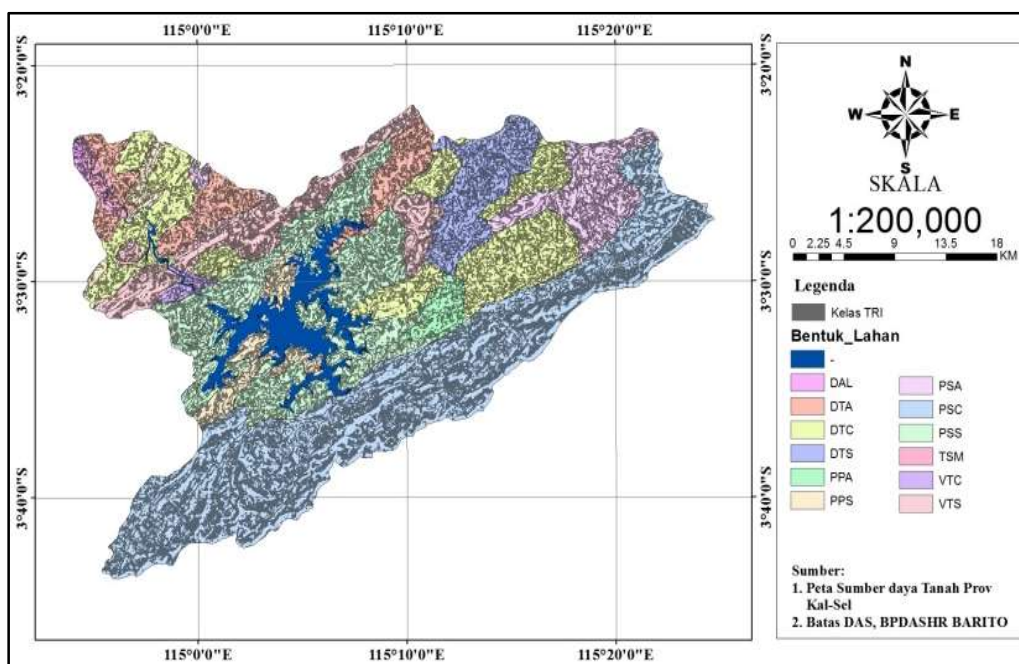 115°0'0"E 115°10'0"E 115°20'0"E
3°20'0"S 3°20'0"S
3°30'0"S 3°30'0"S
3°40'0"S 3°40'0"S
115°0'0"E 115°10'0"E 115°20'0"E
N
W E
S
SKALA
1:200,000
0 2.25 4.5 9 13.5 18
KM
Legenda
Kelas TRI
Bentuk_Lahan
-
DAL
DTA
DTC
DTS
PPA
PPS
PSA
PSC
PSS
TSM
VTC
VTS
Sumber:
1. Peta Sumber daya Tanah Prov
Kal-Sel
2. Batas DAS, BPDASHR BARITO